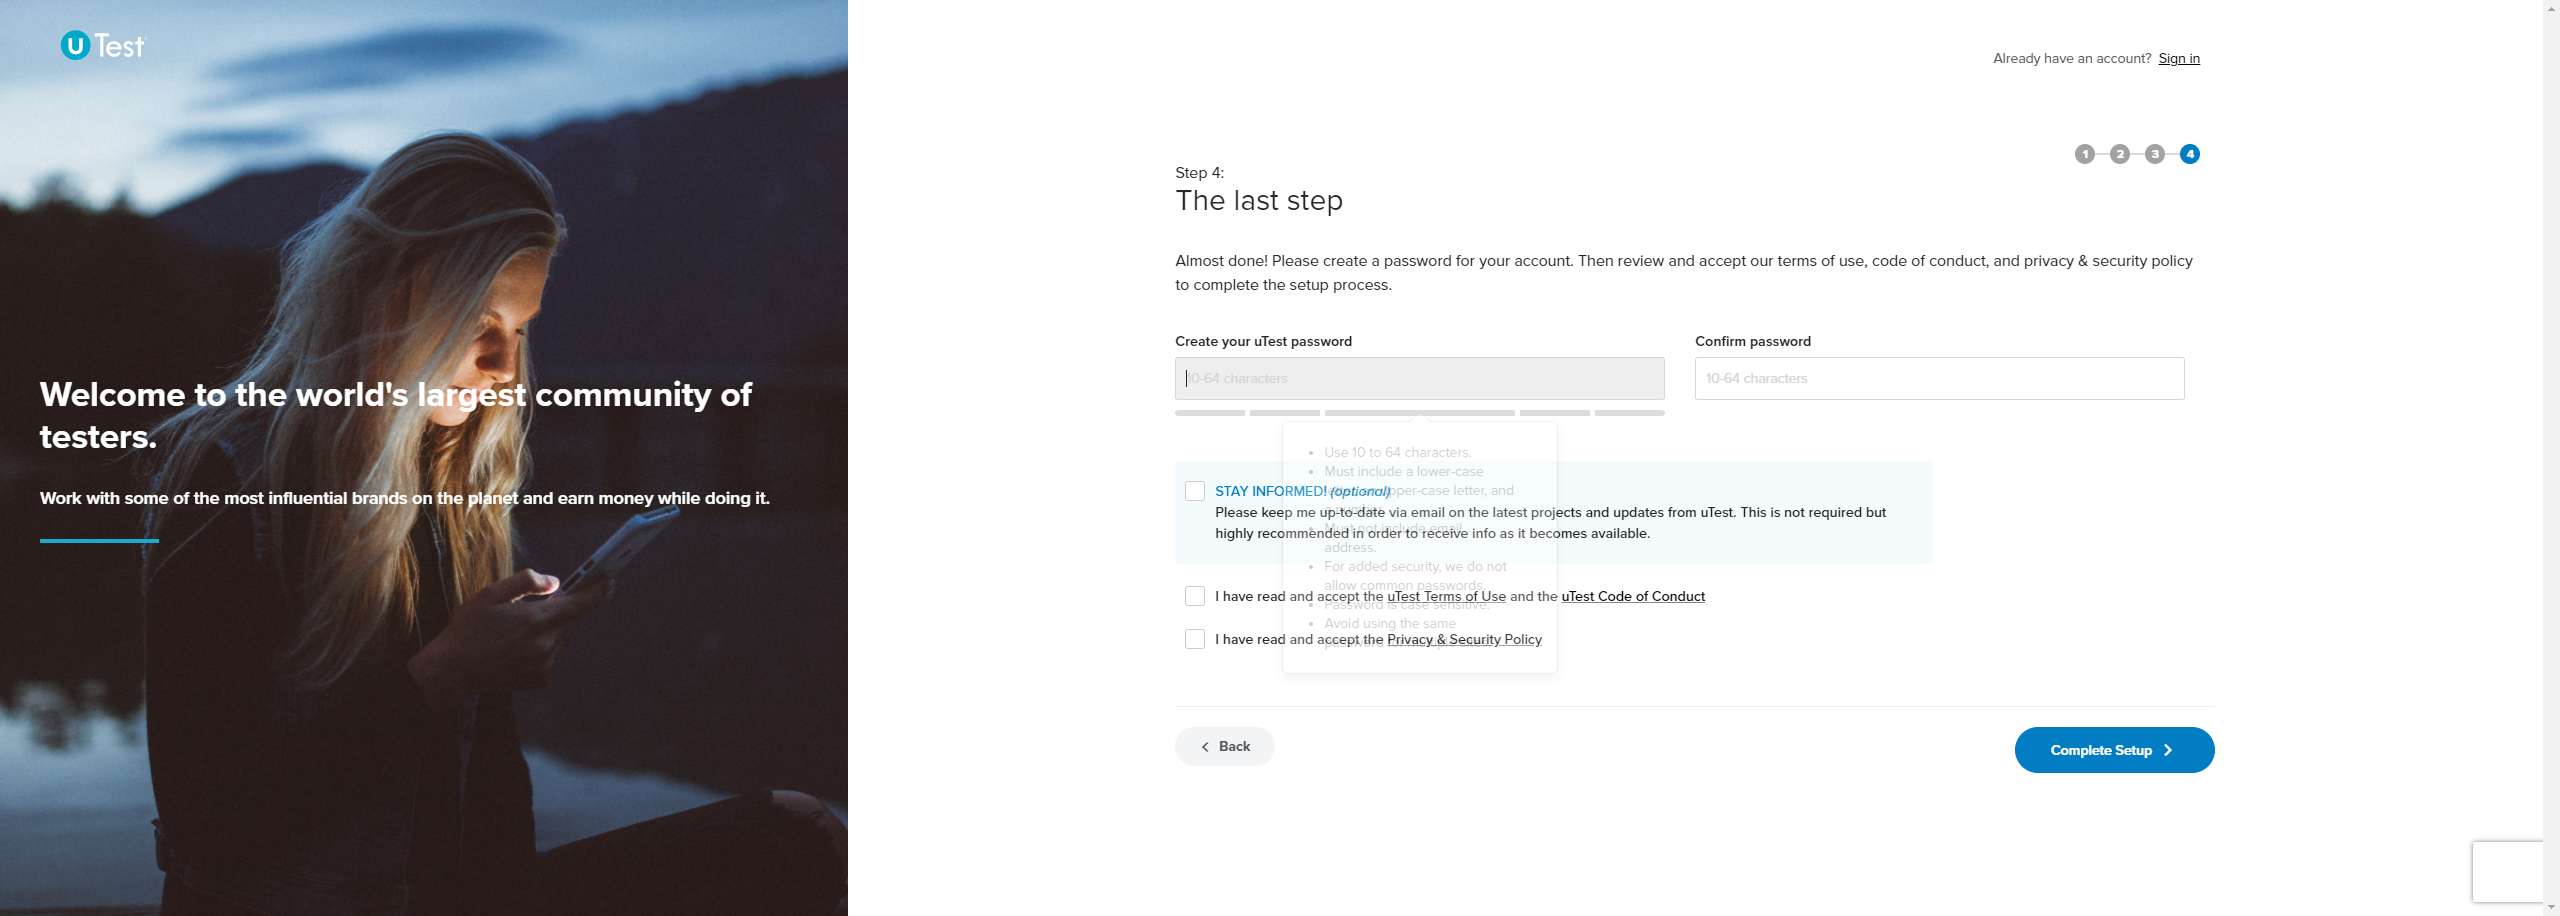 u Test
Already have an account? Sign in
1 2 3 4
Step 4:
The last step
Almost done! Please create a password for your account. Then review and accept our terms of use, code of conduct, and privacy & security policy
to complete the setup process.
Welcome to the world's largest community of
testers.
Work with some of the most influential brands on the planet and earn money while doing it.
Create your uTest password
10-64 characters
Confirm password
10-64 characters
Use 10 to 64 characters.
Must include a lower-case
upper-case letter, and
Must not include email
address.
For added security, we do not
allow common passwords.
Password is case sensitive.
Avoid using the same
STAY INFORMED! (optional)
Please keep me up-to-date via email on the latest projects and updates from uTest. This is not required but
highly recommended in order to receive info as it becomes available.
I have read and accept the uTest Terms of Use and the uTest Code of Conduct
I have read and accept the Privacy & Security Policy
Back
Complete Setup